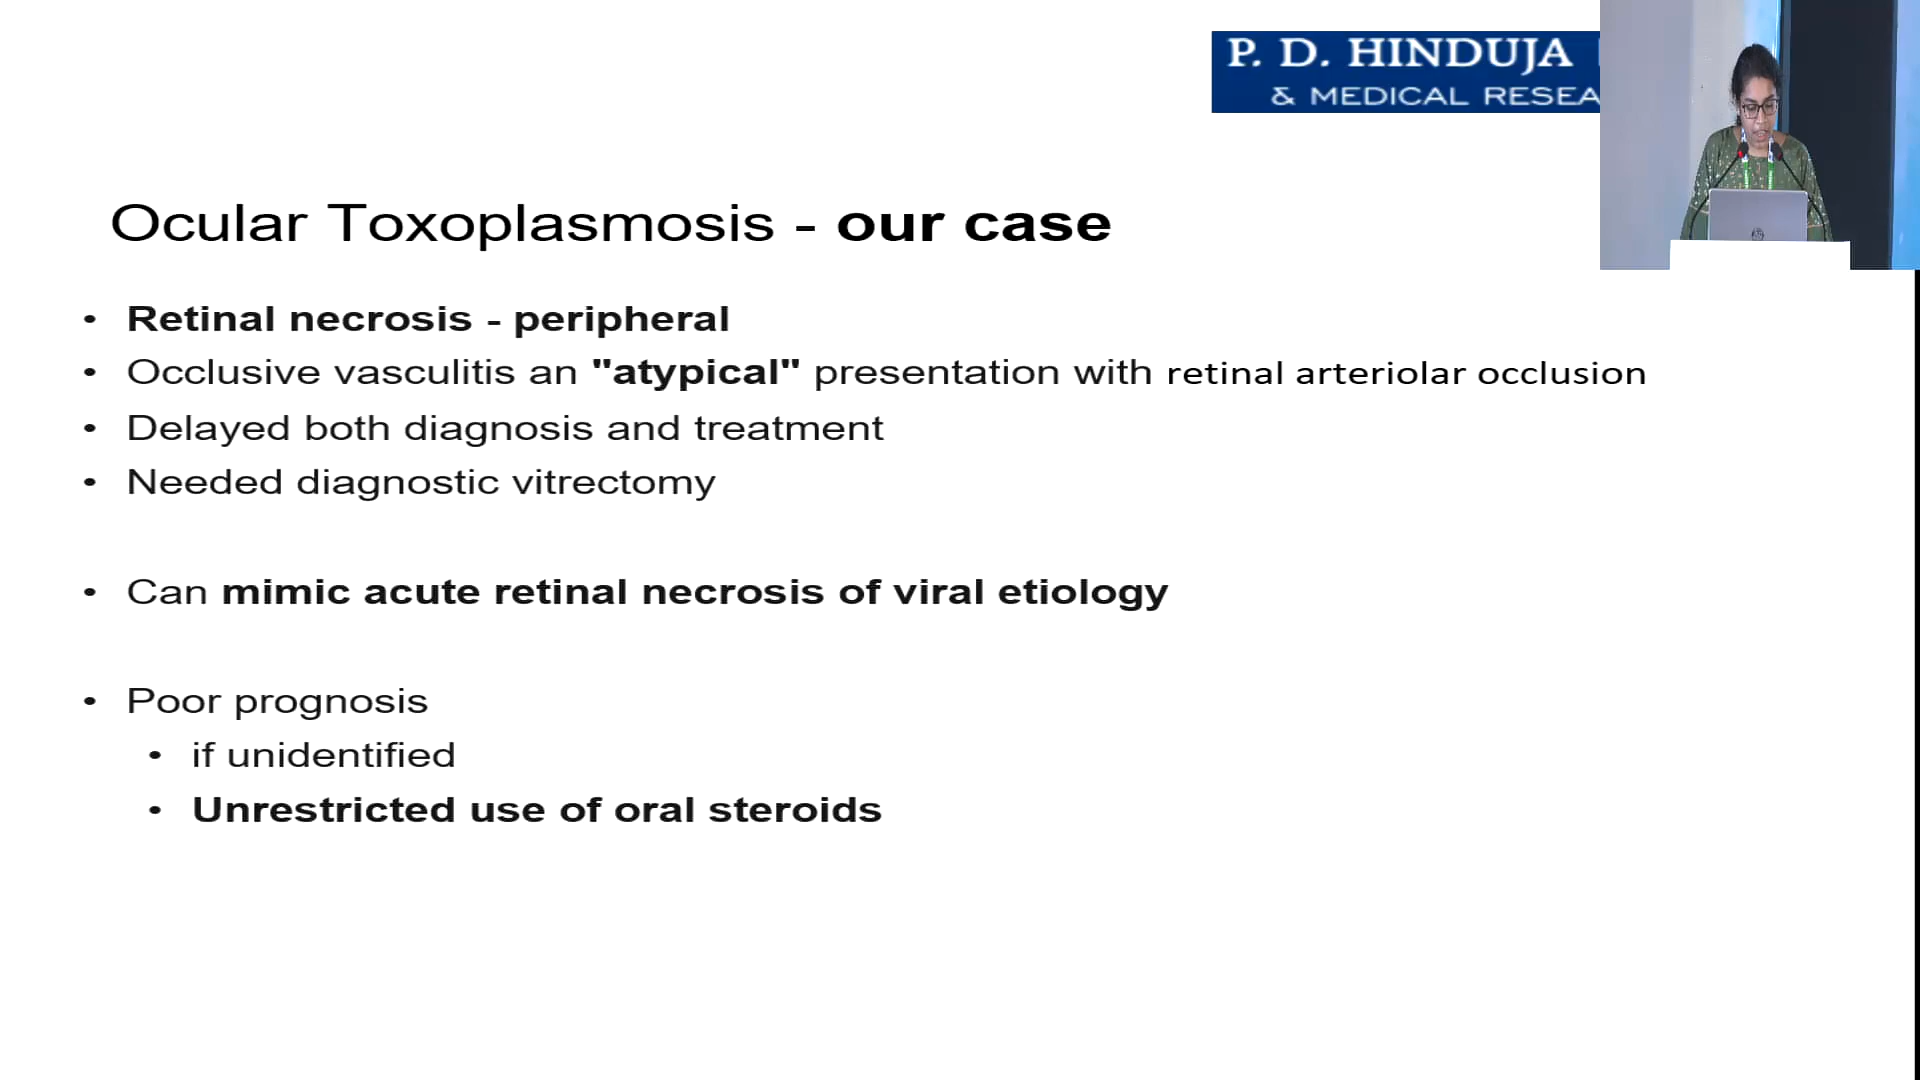 P. D. HINDUJA
& MEDICAL
Ocular Toxoplasmosis - our case
• Retinal necrosis - peripheral
• Occlusive vasculitis an "atypical" presentation with retinal arteriolar occlusion
• Delayed both diagnosis and treatment
• Needed diagnostic vitrectomy
• Can mimic acute retinal necrosis of viral etiology
• Poor prognosis
• if unidentified
• Unrestricted use of oral steroids